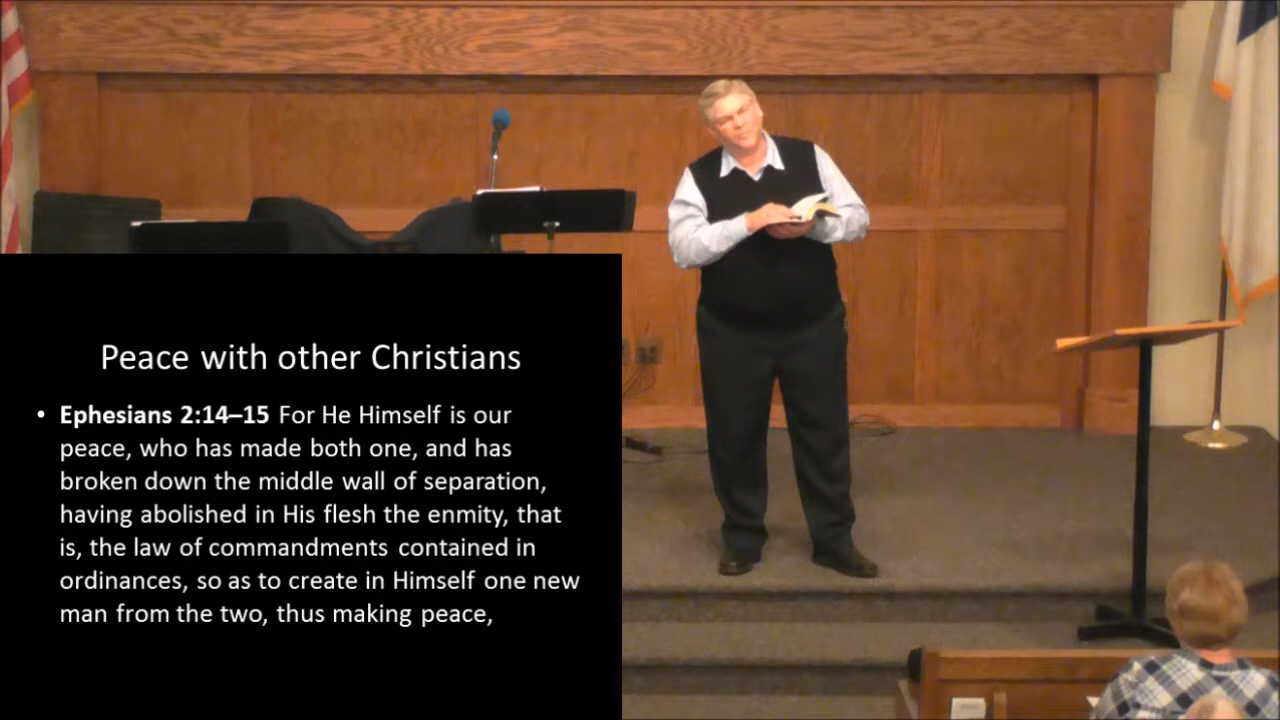 Peace with other Christians
• Ephesians 2:14–15 For He Himself is our
peace, who has made both one, and has
broken down the middle wall of separation,
having abolished in His flesh the enmity, that
is, the law of commandments contained in
ordinances, so as to create in Himself one new
man from the two, thus making peace,